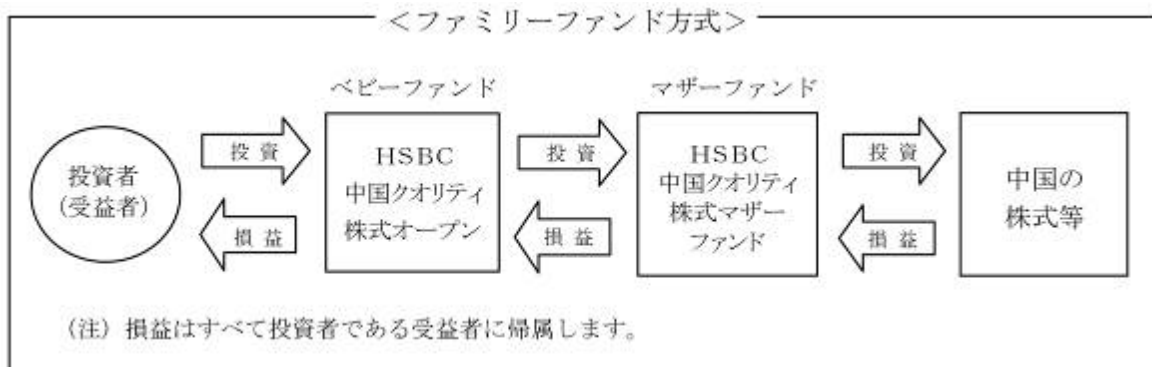 ＜ファミリーファンド方式＞
ベビーファンド
マザーファンド
投資者
（受益者）
投資
損益
HSBC
中国クオリティ
株式オープン
投資
損益
HSBC
中国クオリティ
株式マザー
ファンド
投資
損益
中国の
株式等
（注）損益はすべて投資者である受益者に帰属します。